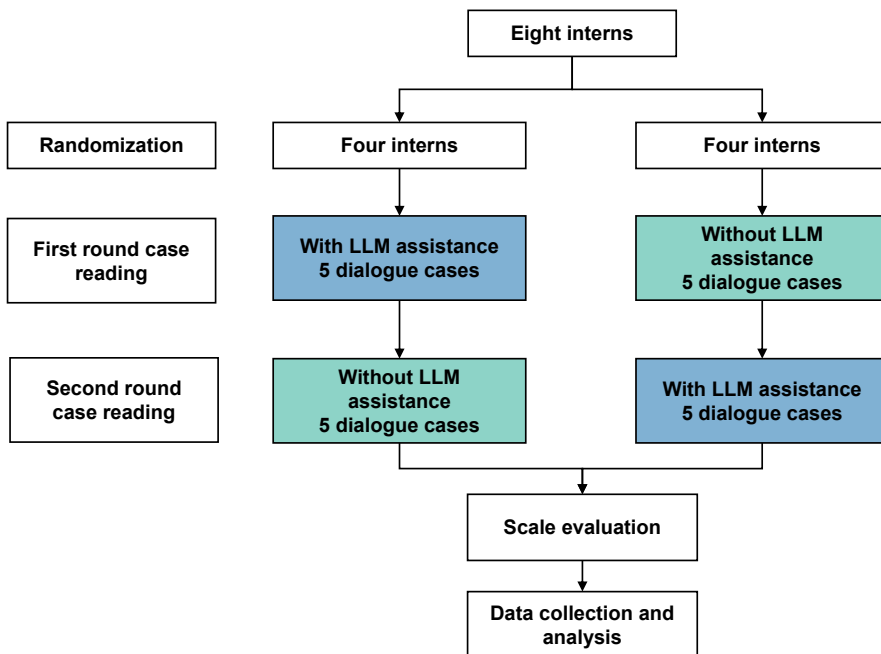 Eight interns
Randomization
Four interns
Four interns
First round case
reading
With LLM assistance
5 dialogue cases
Without LLM
assistance
5 dialogue cases
Second round
case reading
Without LLM
assistance
5 dialogue cases
With LLM assistance
5 dialogue cases
Scale evaluation
Data collection and
analysis